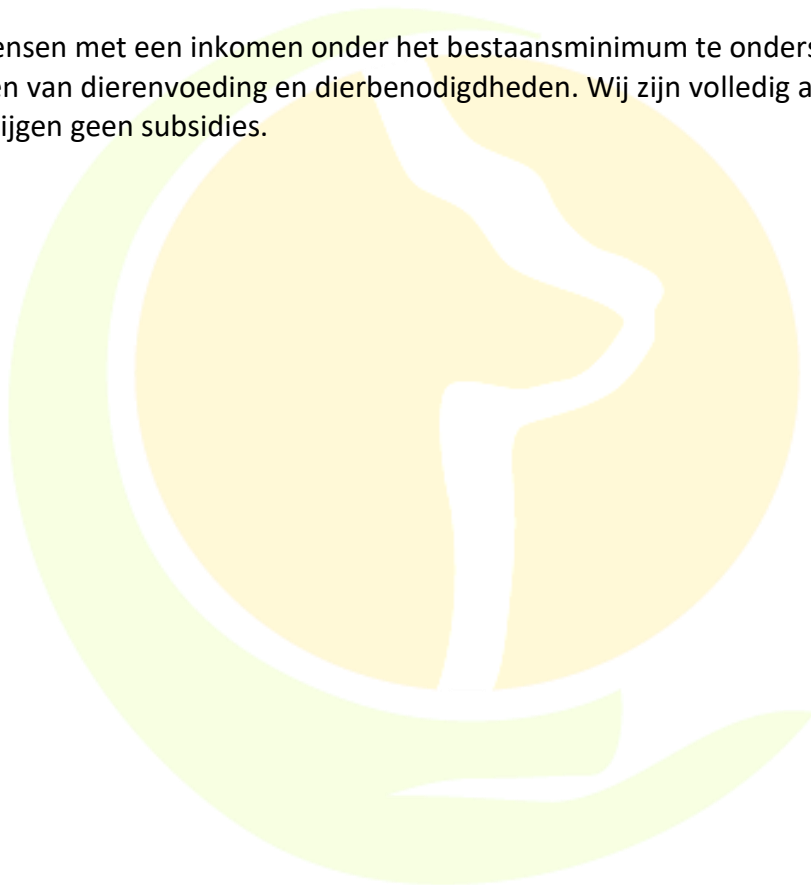 ensen met een inkomen onder het bestaansminimum te onders
en van dierenvoeding en dierbenodigdheden. Wij zijn volledig a
ijgen geen subsidies.